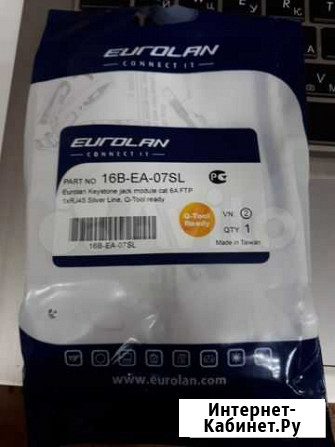 EUROLAN
CONNECT IT
EUROLAN
CONNECT IT
PART NO 16B-EA-07SL
Eurolan Keystone jack module cat 6A FTP
1xRJ45 Silver Line, Q-Tool ready
16B-EA-07SL
Q-Tool
Ready
VN 2
QTY 1
Made in Taiwan
www.eurolan.com
Интернет-
Кабинет.Ру